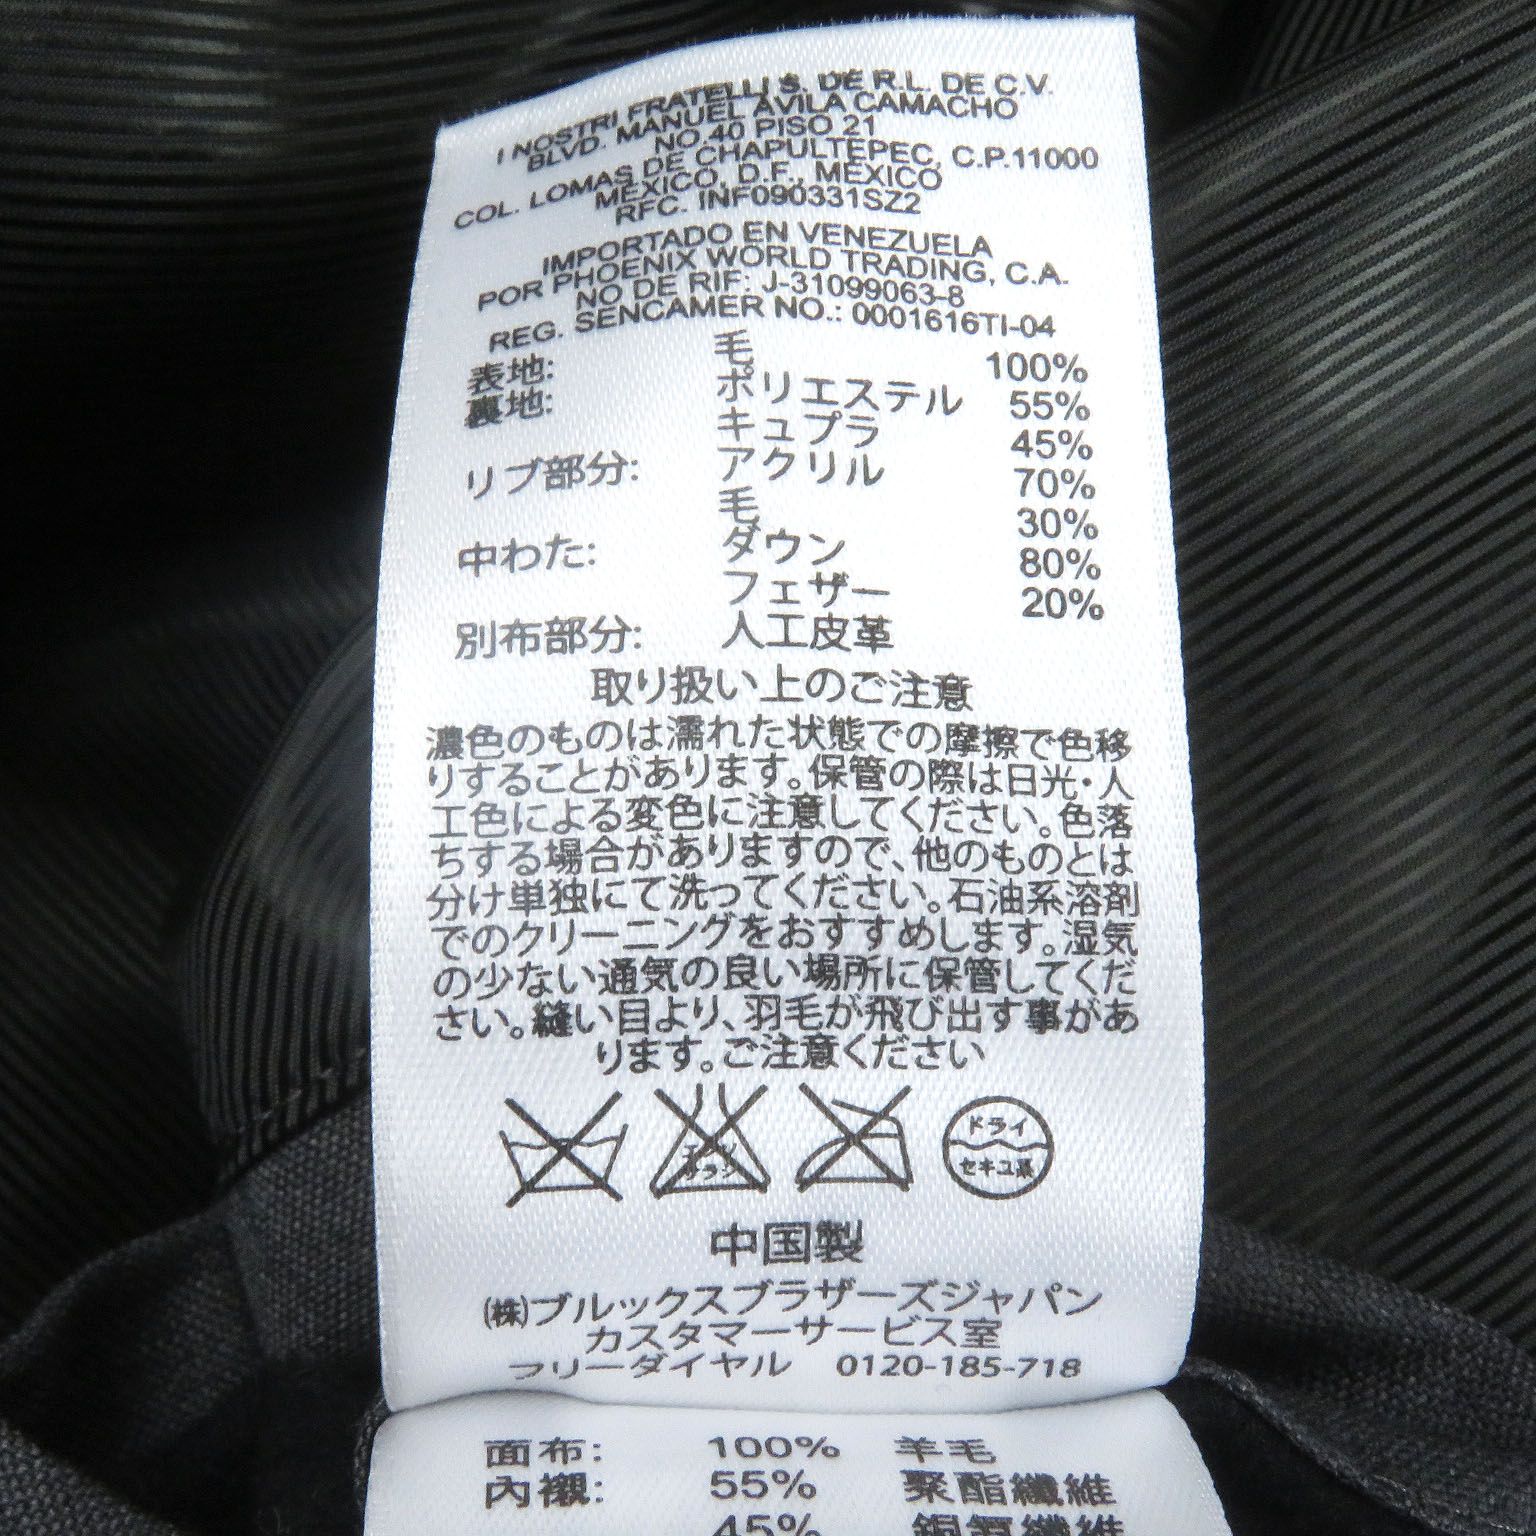 I NOSTRI FRATELLI S. DE R.L. DE C.V.
BLVD. MANUEL AVILA CAMACHO
NO.40 PISO 21
COL. LOMAS DE CHAPULTEPEC, C.P.11000
MEXICO, D.F., MEXICO
RFC. INF090331SZ2
IMPORTADO EN VENEZUELA
POR PHOENIX WORLD TRADING, C.A.
NO DE RIF: J-31099063-8
REG. SENCAMER NO.: 0001616TI-04
表地: 毛 100%
裏地: ポリエステル 55%
キュプラ 45%
リブ部分: アクリル 70%
毛 30%
中わた: ダウン 80%
フェザー 20%
別布部分: 人工皮革
取り扱い上のご注意
濃色のものは濡れた状態での摩擦で色移
りすることがあります。保管の際は日光・人
工色による変色に注意してください。色落
ちする場合がありますので、他のものとは
分け単独にて洗ってください。石油系溶剤
でのクリーニングをおすすめします。湿気
の少ない通気の良い場所に保管してくだ
さい。縫い目より、羽毛が飛び出す事があ
ります。ご注意ください
エンソ
サラシ
ドライ
セキユ系
中国製
(株)ブルックスブラザーズジャパン
カスタマーサービス室
フリーダイヤル 0120-185-718
面布: 100% 羊毛
內襯: 55% 聚酯纖維
45% 銅氨纖維